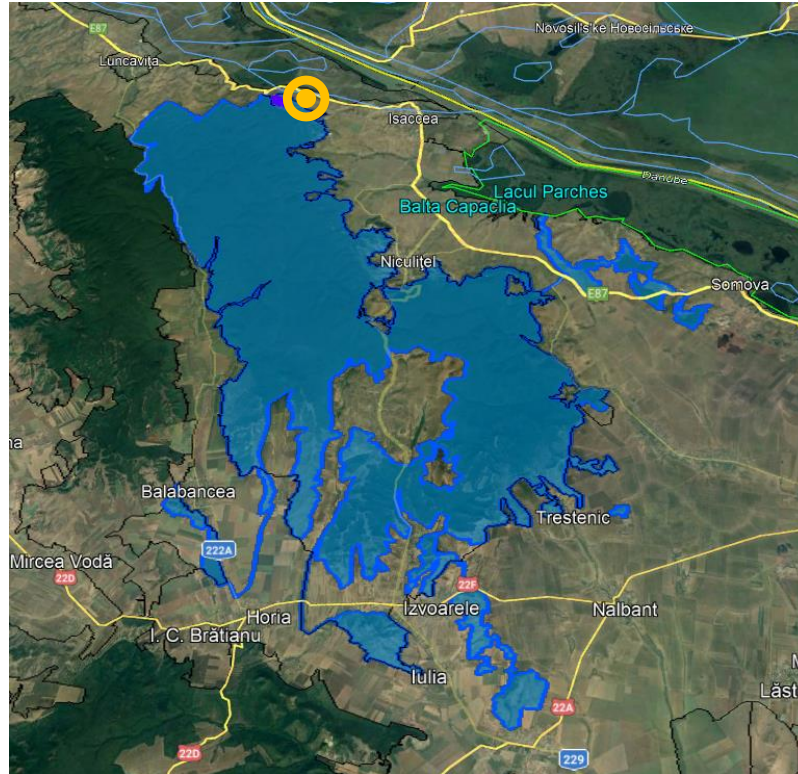 E87
Novosil's'ke Новосільське
Luncavița
Isaccea
Danube
Lacul Parches
Balta Capaclia
Niculițel
Somova
E87
Balabancea
Trestenic
222A
Mircea Vodă
22D
22F
Izvoarele
Nalbant
Horia
I. C. Brătianu
Iulia
Lăst
22A
22D
229